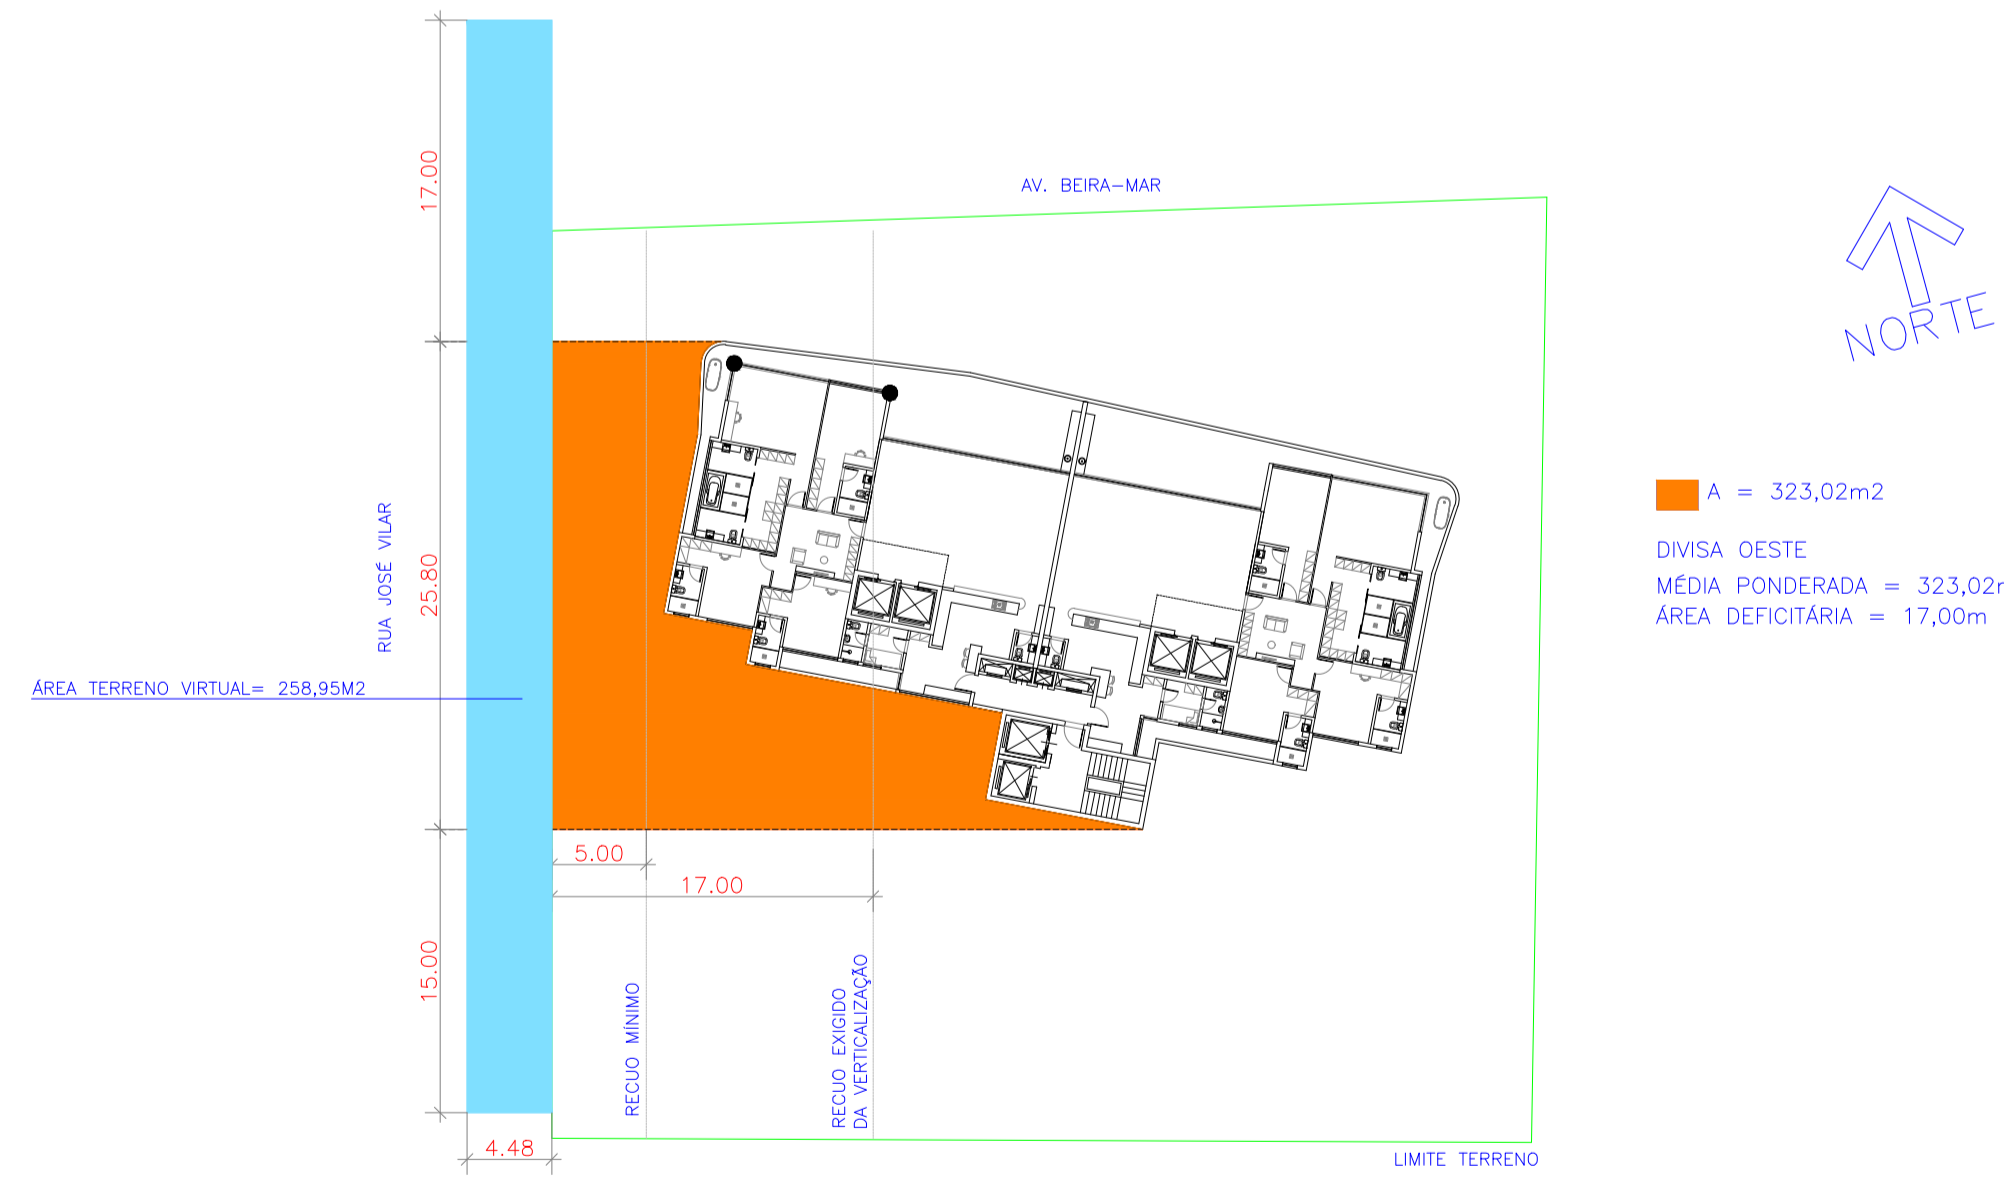 17.00
AV. BEIRA-MAR
NORTE
A = 323,02m2
DIVISA OESTE
MÉDIA PONDERADA = 323,02
ÁREA DEFICITÁRIA = 17,00m
RUA JOSÉ VILAR
25.80
ÁREA TERRENO VIRTUAL= 258,95M2
5.00
17.00
15.00
RECUO MÍNIMO
RECUO EXIGIDO
DA VERTICALIZAÇÃO
4.48
LIMITE TERRENO